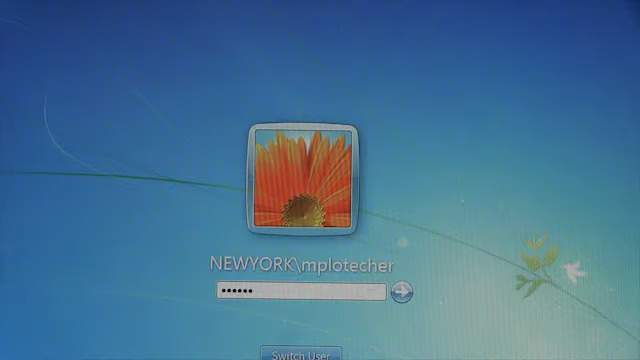 NEWYORK\mplotecher
••••••
Switch User